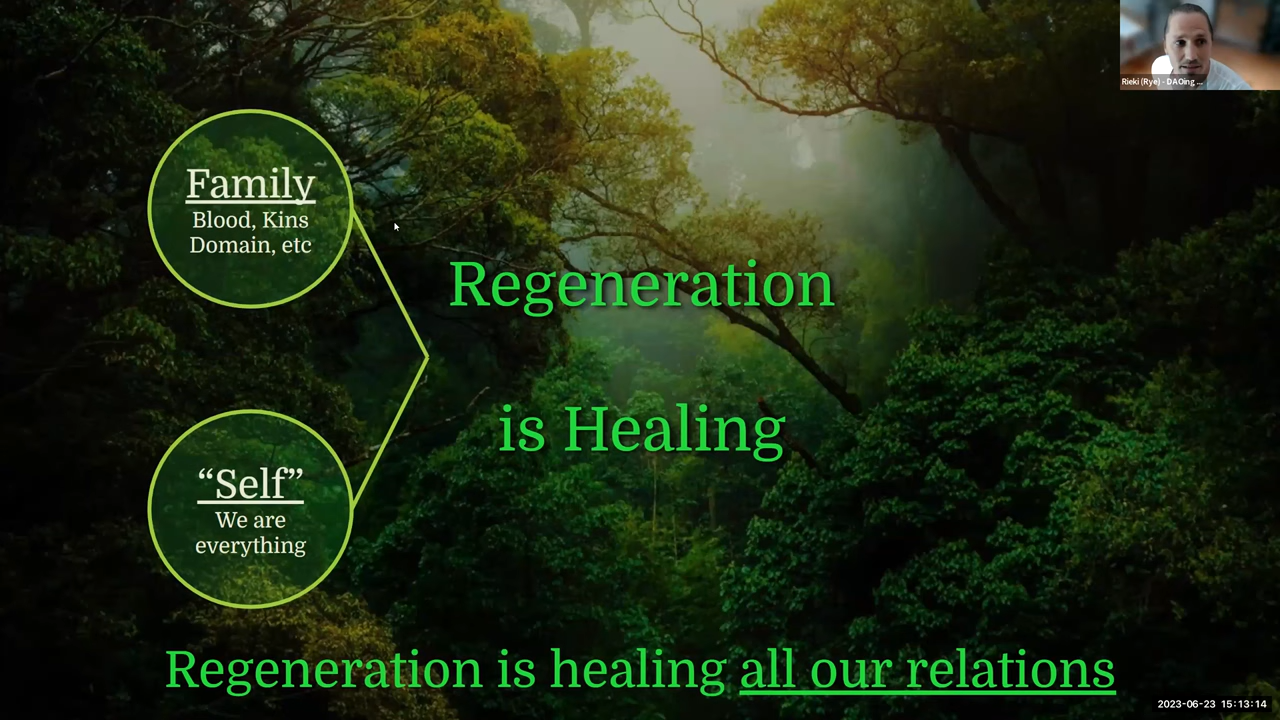 Rieki (Rye) - DAOing ...
Family
Blood, Kins
Domain, etc
Regeneration
is Healing
“Self”
We are
everything
Regeneration is healing all our relations
2023-06-23 15:13:14